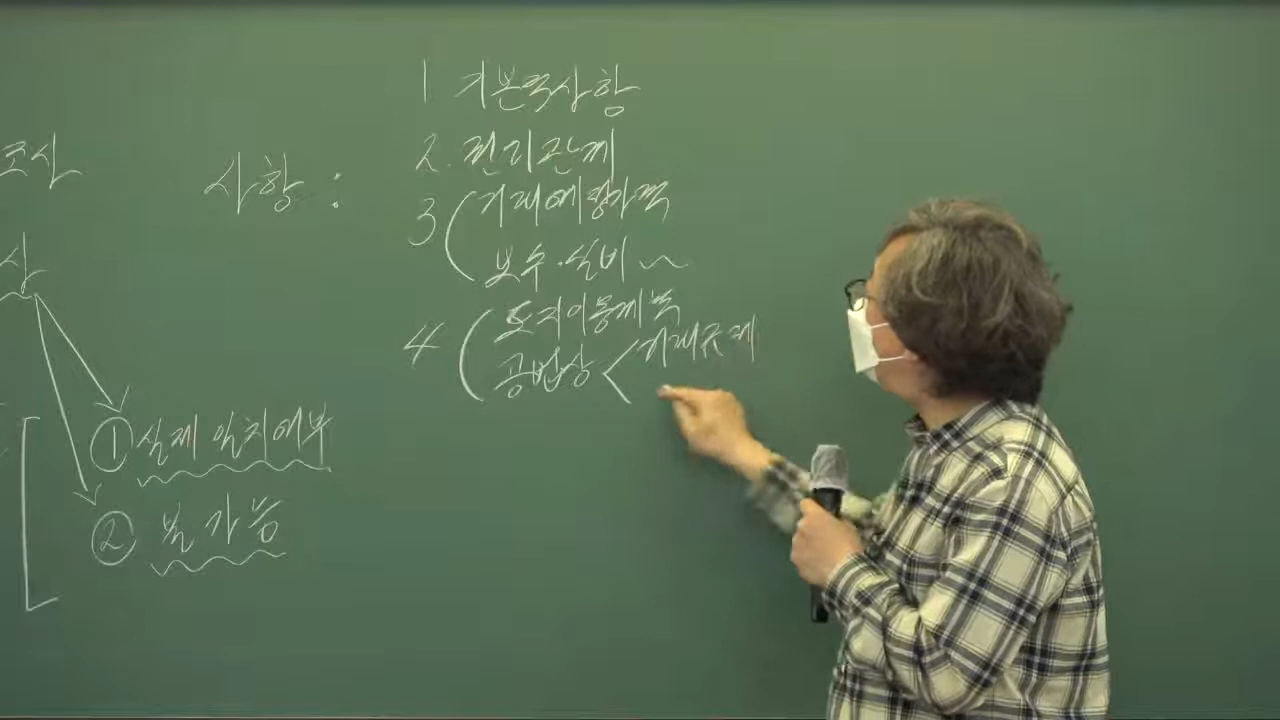 조사
사항 :
1 기본적사항
2. 권리관계
3 거래예정가격
보수·실비 ~
4 토지이용계획
공법상 < 거래규제
상
① 실제 일치여부
② 불가능